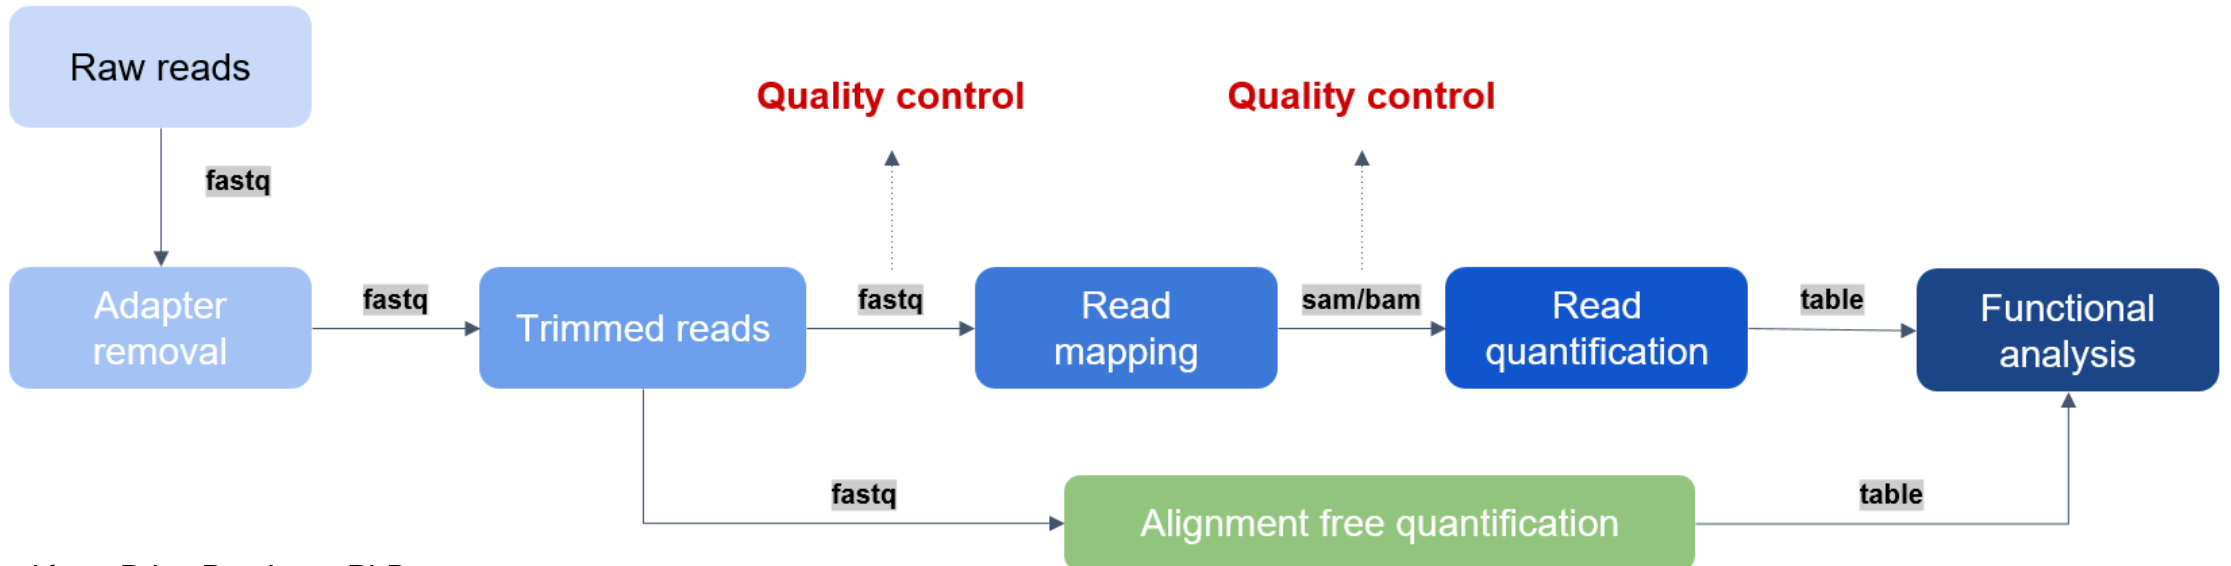 Raw reads
fastq
Quality control
Quality control
Adapter
removal
fastq
Trimmed reads
fastq
Read
mapping
sam/bam
Read
quantification
table
Functional
analysis
fastq
Alignment free quantification
table